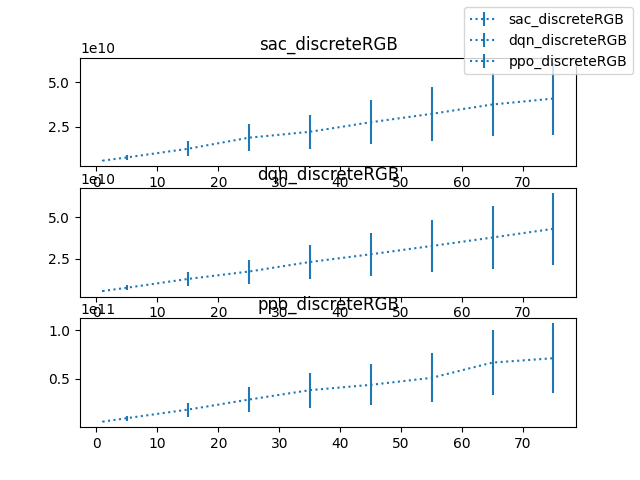 sac_discreteRGB
dqn_discreteRGB
ppo_discreteRGB
sac_discreteRGB
1e10
5.0
2.5
0 10 20 30 40 50 60 70
dqn_discreteRGB
1e10
5.0
2.5
0 10 20 30 40 50 60 70
ppo_discreteRGB
1e11
1.0
0.5
0 10 20 30 40 50 60 70